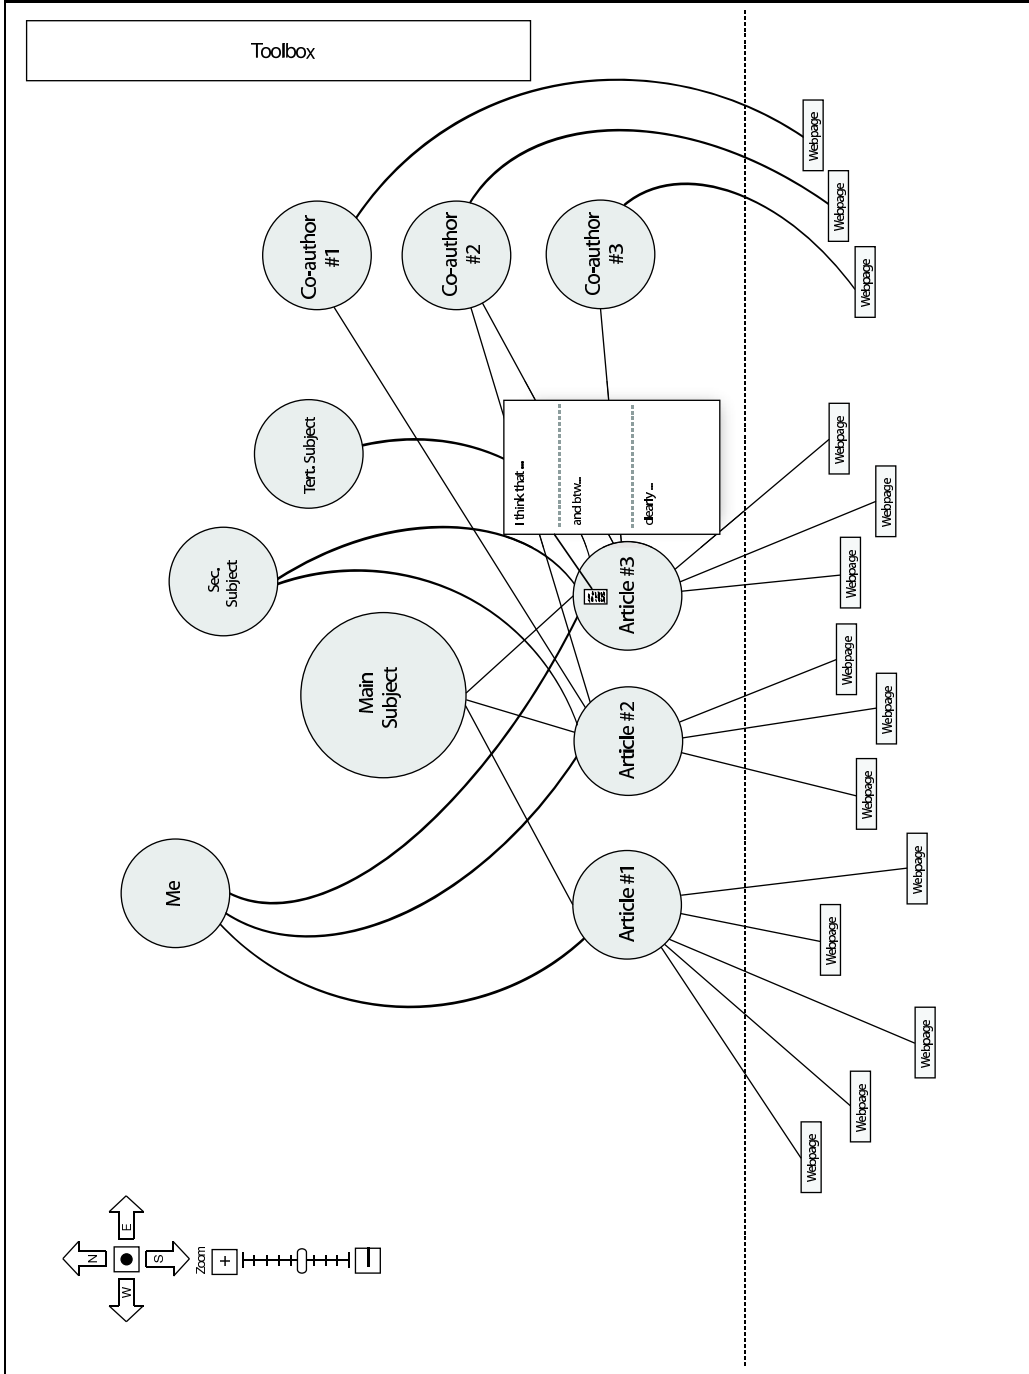 Toolbox
Co-author
#1
Co-author
#2
Co-author
#3
Webpage
Webpage
Webpage
Tert. Subject
Sec.
Subject
Main
Subject
Me
I think that ...
and btw...
clearly ...
Article #3
Article #2
Article #1
Webpage
Webpage
Webpage
Webpage
Webpage
Webpage
Webpage
Webpage
Webpage
Webpage
Webpage
N
E
S
W
Zoom
+